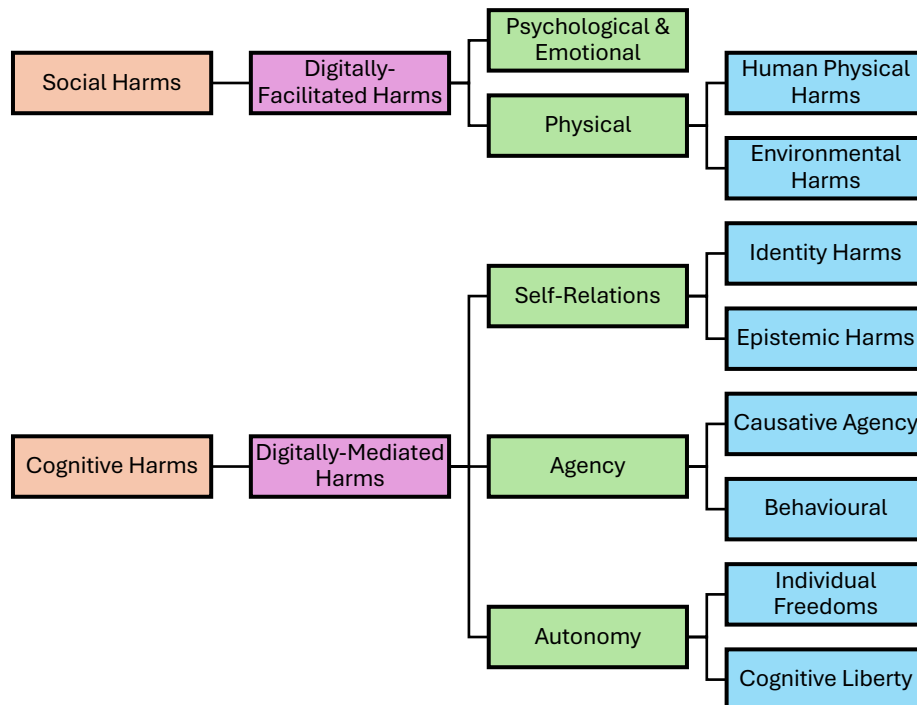 Social Harms
Digitally-
Facilitated Harms
Psychological &
Emotional
Physical
Human Physical
Harms
Environmental
Harms
Cognitive Harms
Digitally-Mediated
Harms
Self-Relations
Identity Harms
Epistemic Harms
Agency
Causative Agency
Behavioural
Autonomy
Individual
Freedoms
Cognitive Liberty